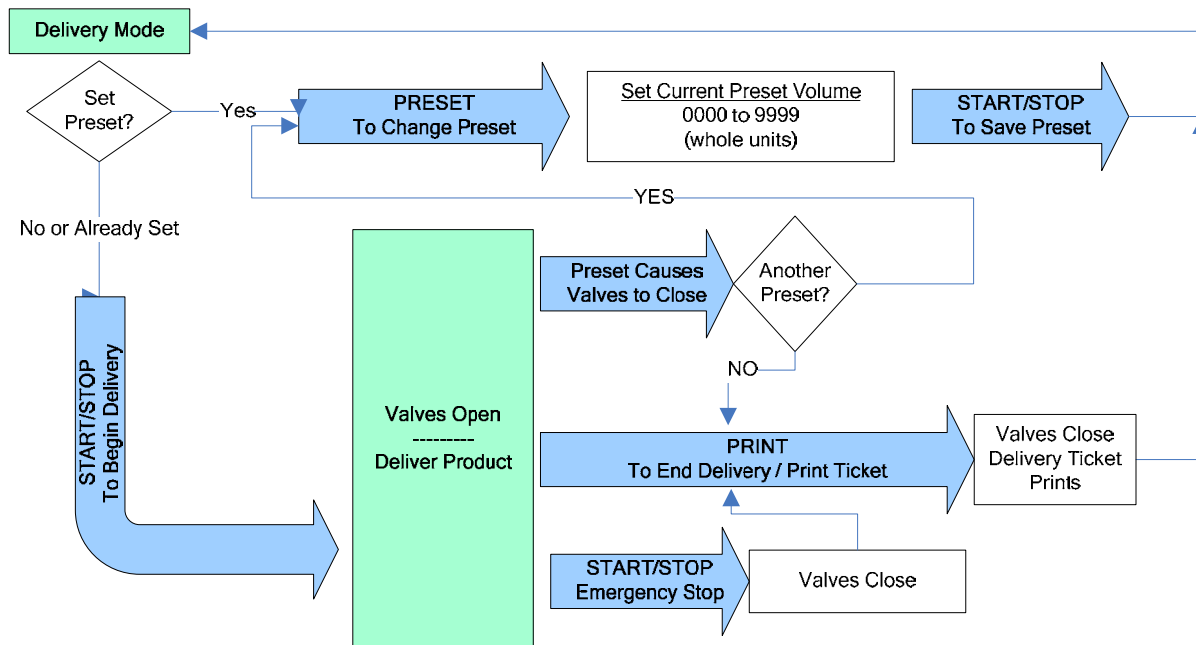 Delivery Mode
Set
Preset?
Yes
PRESET
To Change Preset
Set Current Preset Volume
0000 to 9999
(whole units)
START/STOP
To Save Preset
YES
No or Already Set
Preset Causes
Valves to Close
Another
Preset?
NO
START/STOP
To Begin Delivery
Valves Open
---------
Deliver Product
PRINT
To End Delivery / Print Ticket
Valves Close
Delivery Ticket
Prints
START/STOP
Emergency Stop
Valves Close